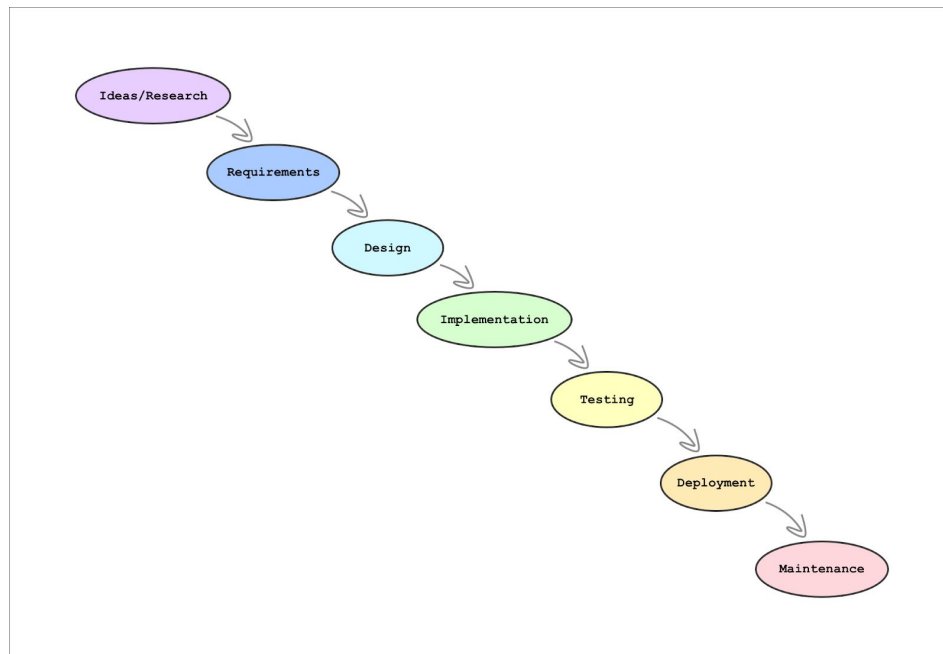 Ideas/Research
Requirements
Design
Implementation
Testing
Deployment
Maintenance